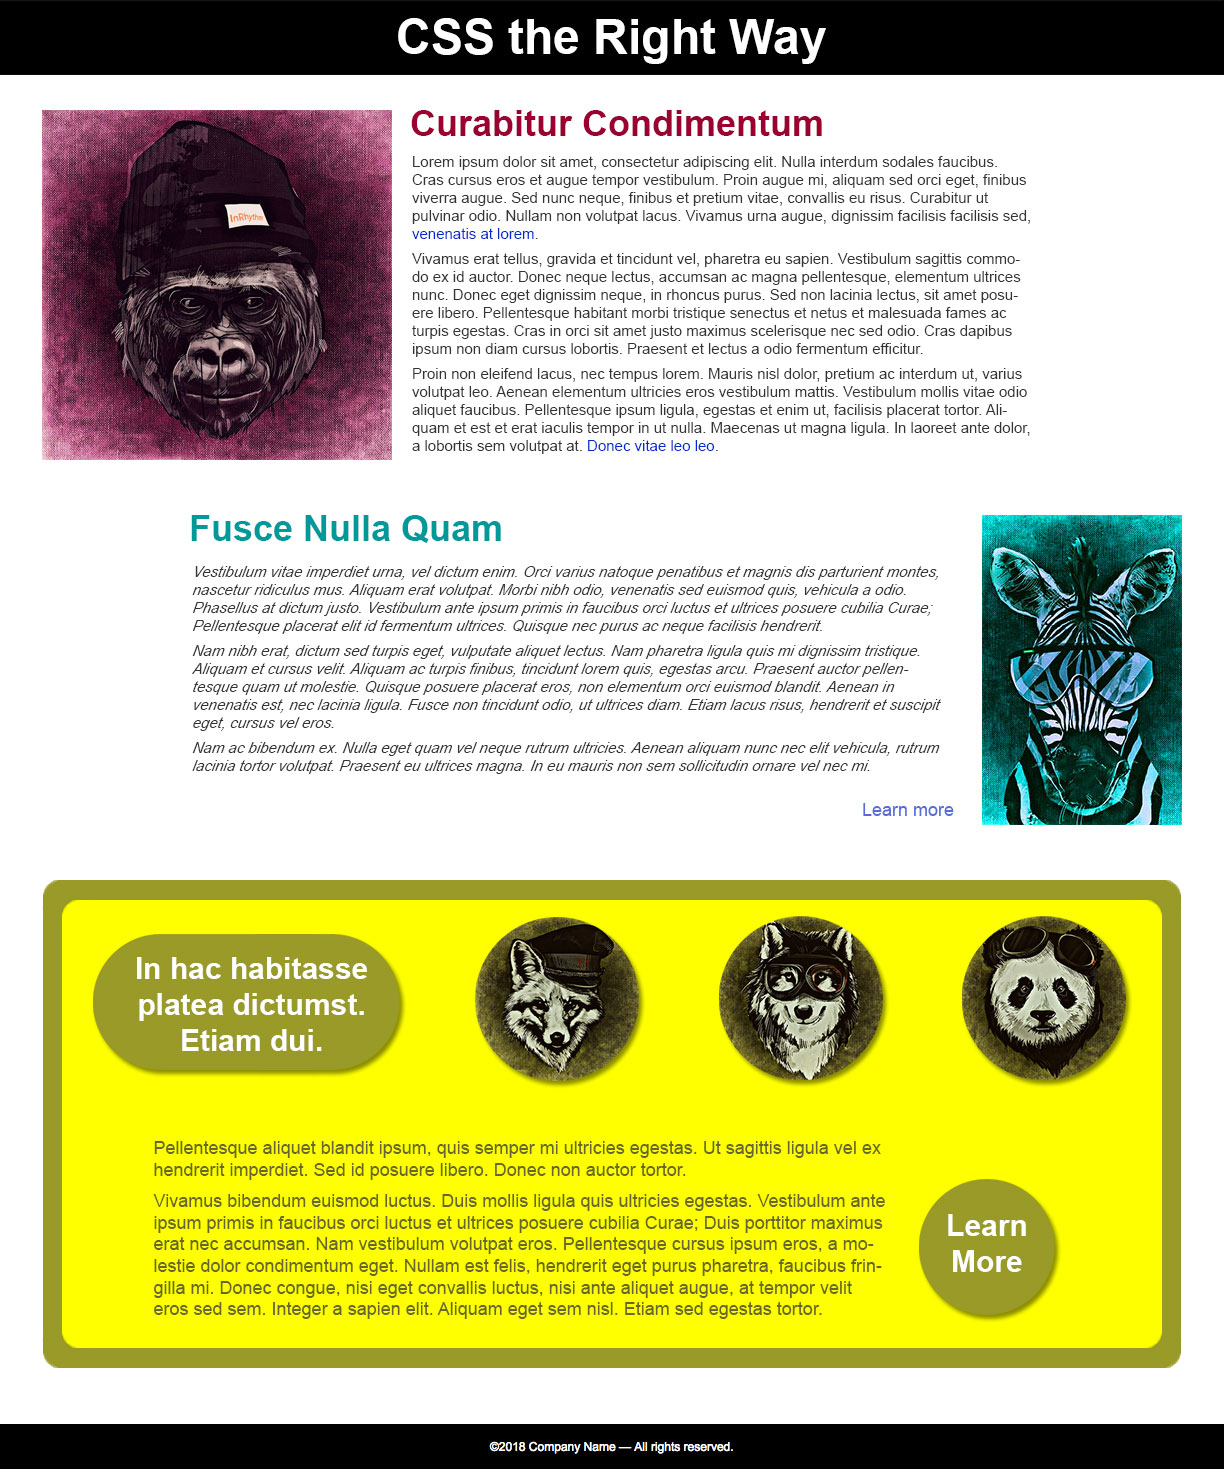 CSS the Right Way
InRhythe
Curabitur Condimentum
Lorem ipsum dolor sit amet, consectetur adipiscing elit. Nulla interdum sodales faucibus.
Cras cursus eros et augue tempor vestibulum. Proin augue mi, aliquam sed orci eget, finibus
viverra augue. Sed nunc neque, finibus et pretium vitae, convallis eu risus. Curabitur ut
pulvinar odio. Nullam non volutpat lacus. Vivamus urna augue, dignissim facilisis facilisis sed,
venenatis at lorem.
Vivamus erat tellus, gravida et tincidunt vel, pharetra eu sapien. Vestibulum sagittis commo-
do ex id auctor. Donec neque lectus, accumsan ac magna pellentesque, elementum ultrices
nunc. Donec eget dignissim neque, in rhoncus purus. Sed non lacinia lectus, sit amet posu-
ere libero. Pellentesque habitant morbi tristique senectus et netus et malesuada fames ac
turpis egestas. Cras in orci sit amet justo maximus scelerisque nec sed odio. Cras dapibus
ipsum non diam cursus lobortis. Praesent et lectus a odio fermentum efficitur.
Proin non eleifend lacus, nec tempus lorem. Mauris nisl dolor, pretium ac interdum ut, varius
volutpat leo. Aenean elementum ultricies eros vestibulum mattis. Vestibulum mollis vitae odio
aliquet faucibus. Pellentesque ipsum ligula, egestas et enim ut, facilisis placerat tortor. Ali-
quam et est et erat iaculis tempor in ut nulla. Maecenas ut magna ligula. In laoreet ante dolor,
a lobortis sem volutpat at. Donec vitae leo leo.
Fusce Nulla Quam
Vestibulum vitae imperdiet urna, vel dictum enim. Orci varius natoque penatibus et magnis dis parturient montes,
nascetur ridiculus mus. Aliquam erat volutpat. Morbi nibh odio, venenatis sed euismod quis, vehicula a odio.
Phasellus at dictum justo. Vestibulum ante ipsum primis in faucibus orci luctus et ultrices posuere cubilia Curae;
Pellentesque placerat elit id fermentum ultrices. Quisque nec purus ac neque facilisis hendrerit.
Nam nibh erat, dictum sed turpis eget, vulputate aliquet lectus. Nam pharetra ligula quis mi dignissim tristique.
Aliquam et cursus velit. Aliquam ac turpis finibus, tincidunt lorem quis, egestas arcu. Praesent auctor pellen-
tesque quam ut molestie. Quisque posuere placerat eros, non elementum orci euismod blandit. Aenean in
venenatis est, nec lacinia ligula. Fusce non tincidunt odio, ut ultrices diam. Etiam lacus risus, hendrerit et suscipit
eget, cursus vel eros.
Nam ac bibendum ex. Nulla eget quam vel neque rutrum ultricies. Aenean aliquam nunc nec elit vehicula, rutrum
lacinia tortor volutpat. Praesent eu ultrices magna. In eu mauris non sem sollicitudin ornare vel nec mi.
Learn more
In hac habitasse
platea dictumst.
Etiam dui.
Pellentesque aliquet blandit ipsum, quis semper mi ultricies egestas. Ut sagittis ligula vel ex
hendrerit imperdiet. Sed id posuere libero. Donec non auctor tortor.
Vivamus bibendum euismod luctus. Duis mollis ligula quis ultricies egestas. Vestibulum ante
ipsum primis in faucibus orci luctus et ultrices posuere cubilia Curae; Duis porttitor maximus
erat nec accumsan. Nam vestibulum volutpat eros. Pellentesque cursus ipsum eros, a mo-
lestie dolor condimentum eget. Nullam est felis, hendrerit eget purus pharetra, faucibus frin-
gilla mi. Donec congue, nisi eget convallis luctus, nisi ante aliquet augue, at tempor velit
eros sed sem. Integer a sapien elit. Aliquam eget sem nisl. Etiam sed egestas tortor.
Learn
More
©2018 Company Name — All rights reserved.